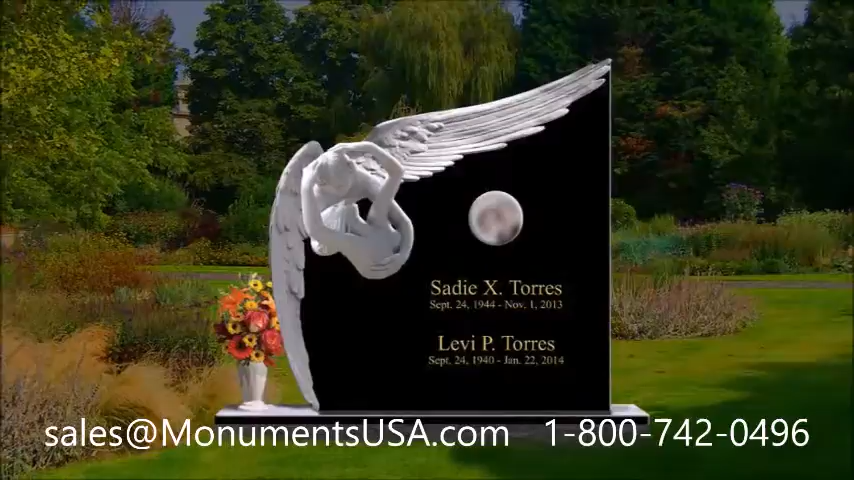 Sadie X. Torres
Sept. 24, 1944 - Nov. 1, 2013
Levi P. Torres
Sept. 24, 1940 - Jan. 22, 2014
sales@MonumentsUSA.com 1-800-742-0496